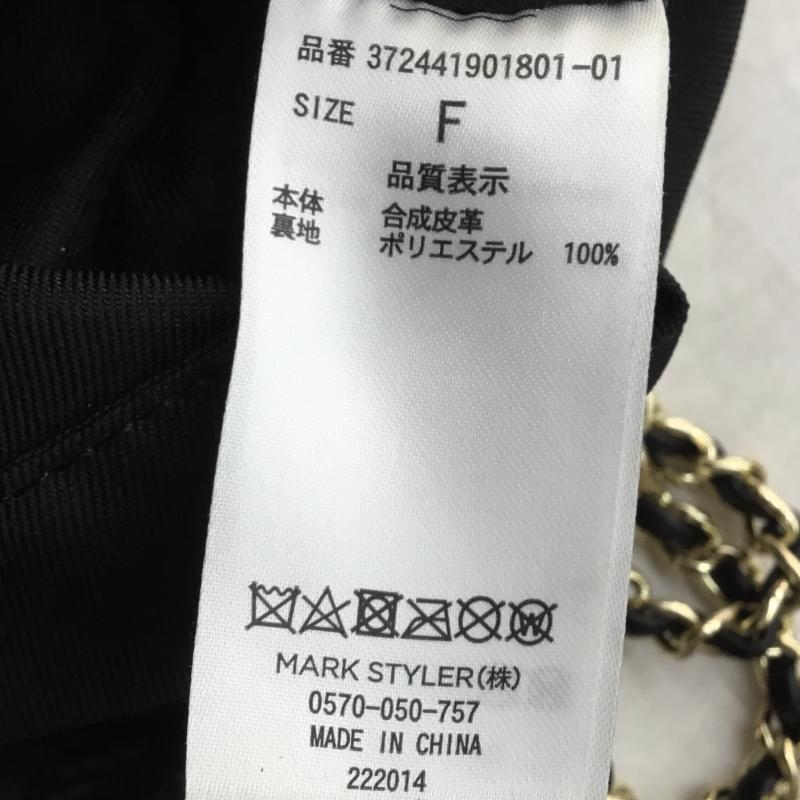 品番 372441901801-01
SIZE F
品質表示
本体 合成皮革
裏地 ポリエステル 100%
W
MARK STYLER(株)
0570-050-757
MADE IN CHINA
222014